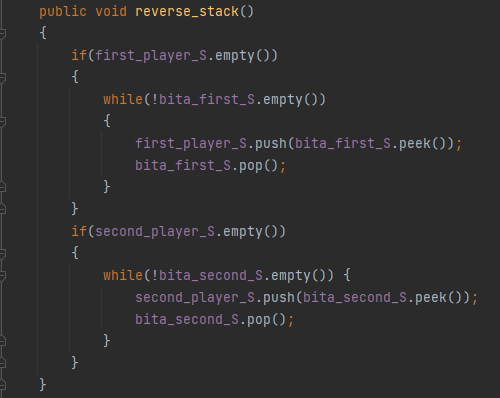 public void reverse_stack()
{
    if(first_player_S.empty())
    {
        while(!bita_first_S.empty())
        {
            first_player_S.push(bita_first_S.peek());
            bita_first_S.pop();
        }
    }
    if(second_player_S.empty())
    {
        while(!bita_second_S.empty()) {
            second_player_S.push(bita_second_S.peek());
            bita_second_S.pop();
        }
    }
}